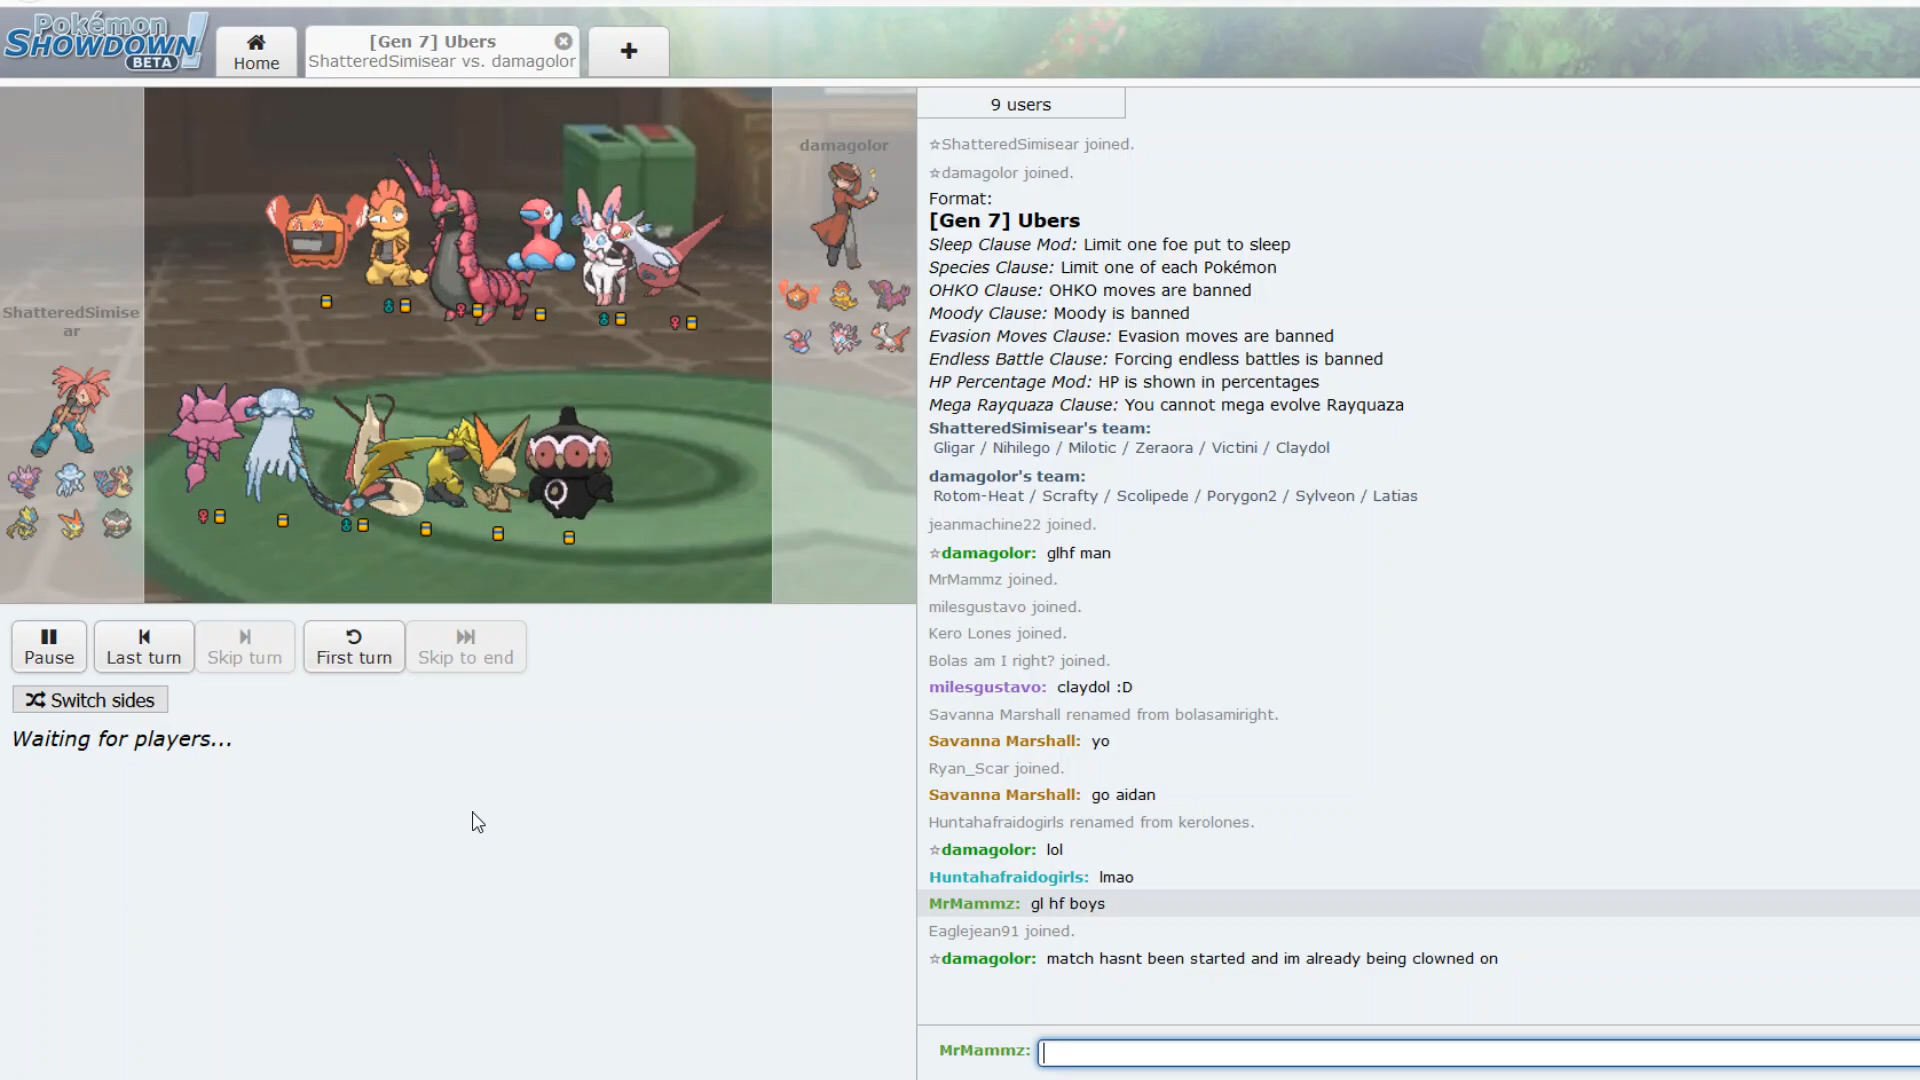 Pokémon
SHOWDOWN!
BETA
Home
[Gen 7] Ubers
ShatteredSimisear vs. damagolor
damagolor
ShatteredSimise
ar
Pause
Last turn
Skip turn
First turn
Skip to end
Switch sides
Waiting for players...
9 users
☆ShatteredSimisear joined.
☆damagolor joined.
Format:
[Gen 7] Ubers
Sleep Clause Mod: Limit one foe put to sleep
Species Clause: Limit one of each Pokémon
OHKO Clause: OHKO moves are banned
Moody Clause: Moody is banned
Evasion Moves Clause: Evasion moves are banned
Endless Battle Clause: Forcing endless battles is banned
HP Percentage Mod: HP is shown in percentages
Mega Rayquaza Clause: You cannot mega evolve Rayquaza
ShatteredSimisear's team:
Gligar / Nihilego / Milotic / Zeraora / Victini / Claydol
damagolor's team:
Rotom-Heat / Scrafty / Scolipede / Porygon2 / Sylveon / Latias
jeanmachine22 joined.
☆damagolor: glhf man
MrMammz joined.
milesgustavo joined.
Kero Lones joined.
Bolas am I right? joined.
milesgustavo: claydol :D
Savanna Marshall renamed from bolasamiright.
Savanna Marshall: yo
Ryan_Scar joined.
Savanna Marshall: go aidan
Huntahafraidogirls renamed from kerolones.
☆damagolor: lol
Huntahafraidogirls: lmao
MrMammz: gl hf boys
Eaglejean91 joined.
☆damagolor: match hasnt been started and im already being clowned on
MrMammz: